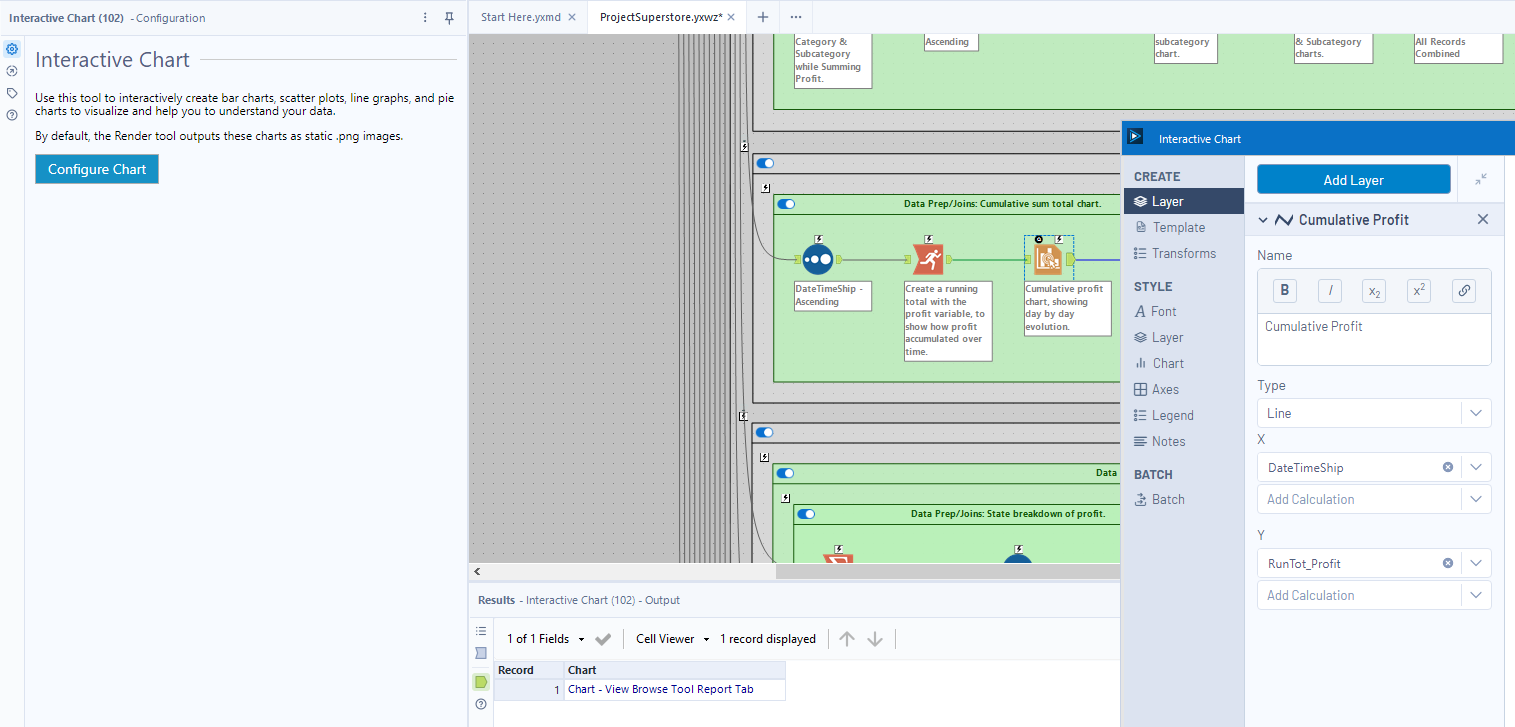 Interactive Chart (102) - Configuration
Interactive Chart
Use this tool to interactively create bar charts, scatter plots, line graphs, and pie
charts to visualize and help you to understand your data.
By default, the Render tool outputs these charts as static .png images.
Configure Chart
Start Here.yxmd
ProjectSuperstore.yxwz*
Category &
Subcategory
while Summing
Profit.
Ascending
subcategory
chart.
& Subcategory
charts.
All Records
Combined
Data Prep/Joins: Cumulative sum total chart.
DateTimeShip -
Ascending
Create a running
total with the
profit variable, to
show how profit
accumulated over
time.
Cumulative profit
chart, showing
day by day
evolution.
Data
Data Prep/Joins: State breakdown of profit.
Results - Interactive Chart (102) - Output
1 of 1 Fields
Cell Viewer
1 record displayed
Record Chart
1 Chart - View Browse Tool Report Tab
Interactive Chart
CREATE
Layer
Template
Transforms
STYLE
A Font
Layer
Chart
Axes
Legend
Notes
BATCH
Batch
Add Layer
Cumulative Profit
Name
B I x2 x2
Cumulative Profit
Type
Line
X
DateTimeShip
Add Calculation
Y
RunTot_Profit
Add Calculation